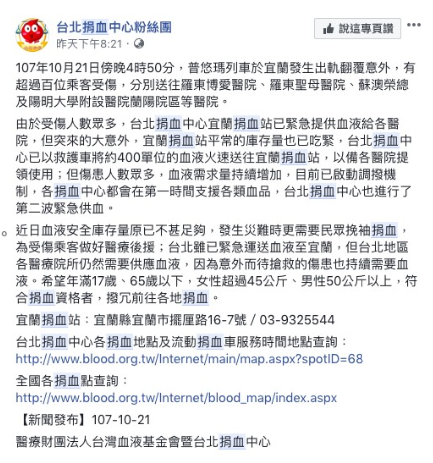 台北捐血中心粉絲團
昨天下午8:21 ·
說這專頁讚
107年10月21日傍晚4時50分，普悠瑪列車於宜蘭發生出軌翻覆意外，有
超過百位乘客受傷，分別送往羅東博愛醫院、羅東聖母醫院、蘇澳榮總
及陽明大學附設醫院蘭陽院區等醫院。
由於受傷人數眾多，台北捐血中心宜蘭捐血站已緊急提供血液給各醫
院，但突來的大意外，宜蘭捐血站平常的庫存量也已吃緊，台北捐血中
心已以救護車將約400單位的血液火速送往宜蘭捐血站，以備各醫院提
領使用；但傷患人數多，血液需求量持續增加，目前已啟動調撥機
制，各捐血中心都會在第一時間支援各類血品，台北捐血中心也進行了
第二波緊急供血。
近日血液安全庫存量原已不甚足夠，發生災難時更需要民眾挽袖捐血，
為受傷乘客做好醫療後援；台北雖已緊急運送血液至宜蘭，但台北地區
各醫療院所仍然需要供應血液，因為意外而待搶救的傷患也持續需要血
液。希望年滿17歲、65歲以下，女性超過45公斤、男性50公斤以上，符
合捐血資格者，撥冗前往各地捐血。
宜蘭捐血站：宜蘭縣宜蘭市擺厘路16-7號 / 03-9325544
台北捐血中心各捐血地點及流動捐血車服務時間地點查詢：
http://www.blood.org.tw/Internet/main/map.aspx?spotID=68
全國各捐血點查詢：
http://www.blood.org.tw/Internet/blood_map/index.aspx
【新聞發布】107-10-21
醫療財團法人台灣血液基金會暨台北捐血中心